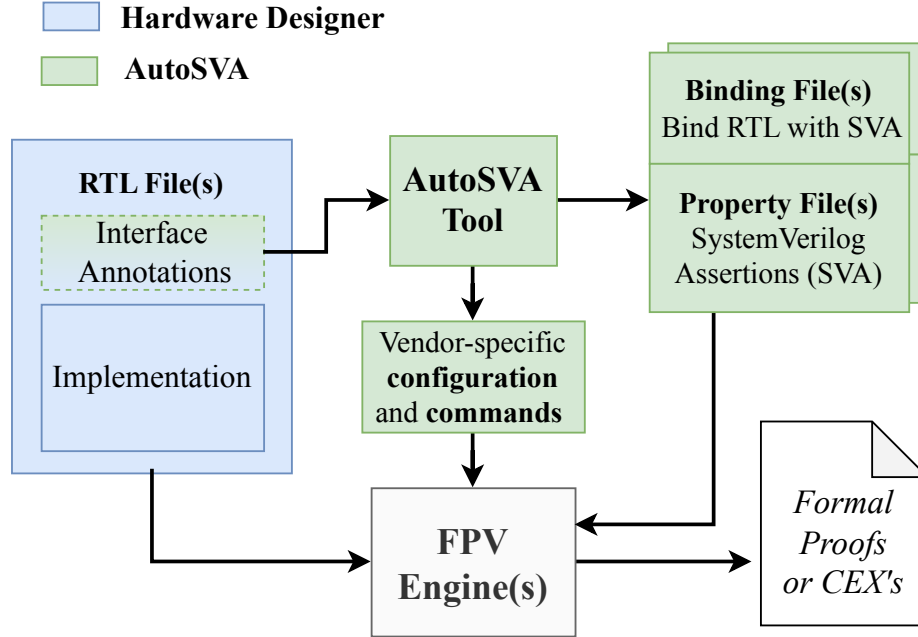 Hardware Designer
AutoSVA
RTL File(s)
Interface
Annotations
Implementation
AutoSVA
Tool
Vendor-specific
configuration
and commands
Binding File(s)
Bind RTL with SVA
Property File(s)
SystemVerilog
Assertions (SVA)
FPV
Engine(s)
Formal
Proofs
or CEX's